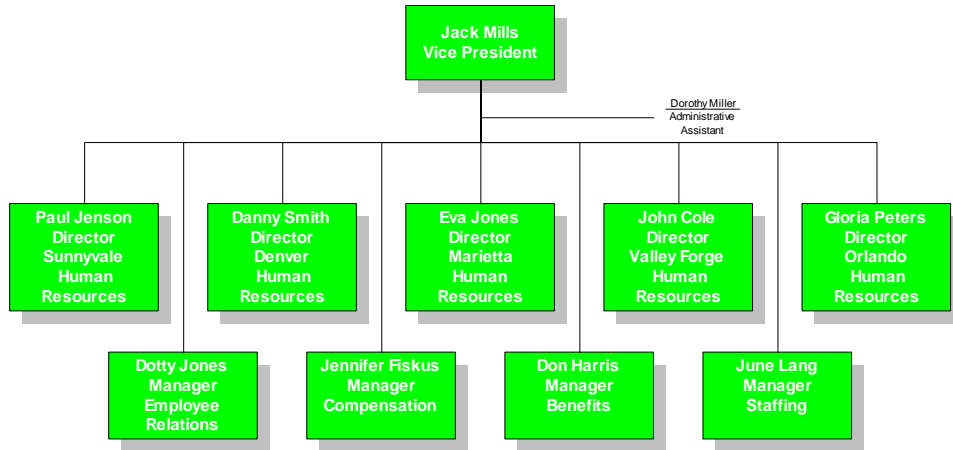 Jack Mills
Vice President
Dorothy Miller
Administrative
Assistant
Paul Jenson
Director
Sunnyvale
Human
Resources
Danny Smith
Director
Denver
Human
Resources
Eva Jones
Director
Marietta
Human
Resources
John Cole
Director
Valley Forge
Human
Resources
Gloria Peters
Director
Orlando
Human
Resources
Dotty Jones
Manager
Employee
Relations
Jennifer Fiskus
Manager
Compensation
Don Harris
Manager
Benefits
June Lang
Manager
Staffing